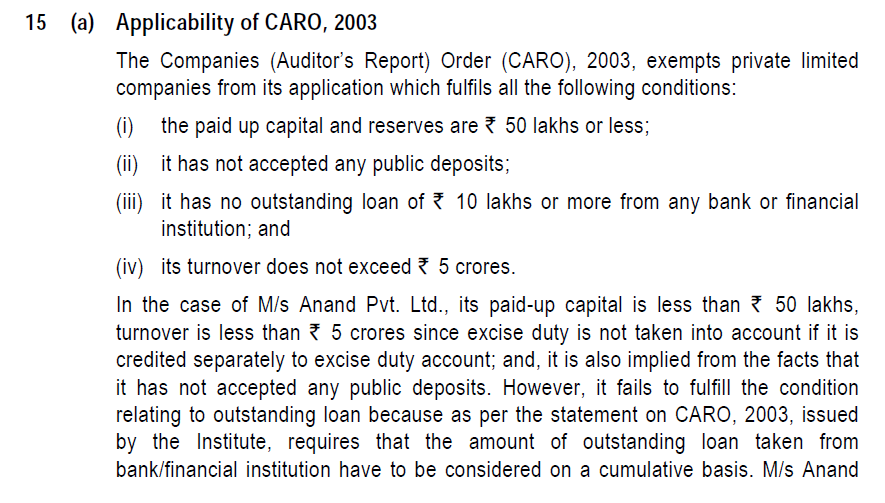 15 (a) Applicability of CARO, 2003
The Companies (Auditor's Report) Order (CARO), 2003, exempts private limited
companies from its application which fulfils all the following conditions:
(i) the paid up capital and reserves are ₹ 50 lakhs or less;
(ii) it has not accepted any public deposits;
(iii) it has no outstanding loan of ₹ 10 lakhs or more from any bank or financial
institution; and
(iv) its turnover does not exceed ₹ 5 crores.
In the case of M/s Anand Pvt. Ltd., its paid-up capital is less than ₹ 50 lakhs,
turnover is less than ₹ 5 crores since excise duty is not taken into account if it is
credited separately to excise duty account; and, it is also implied from the facts that
it has not accepted any public deposits. However, it fails to fulfill the condition
relating to outstanding loan because as per the statement on CARO, 2003, issued
by the Institute, requires that the amount of outstanding loan taken from
bank/financial institution have to be considered on a cumulative basis. M/s Anand